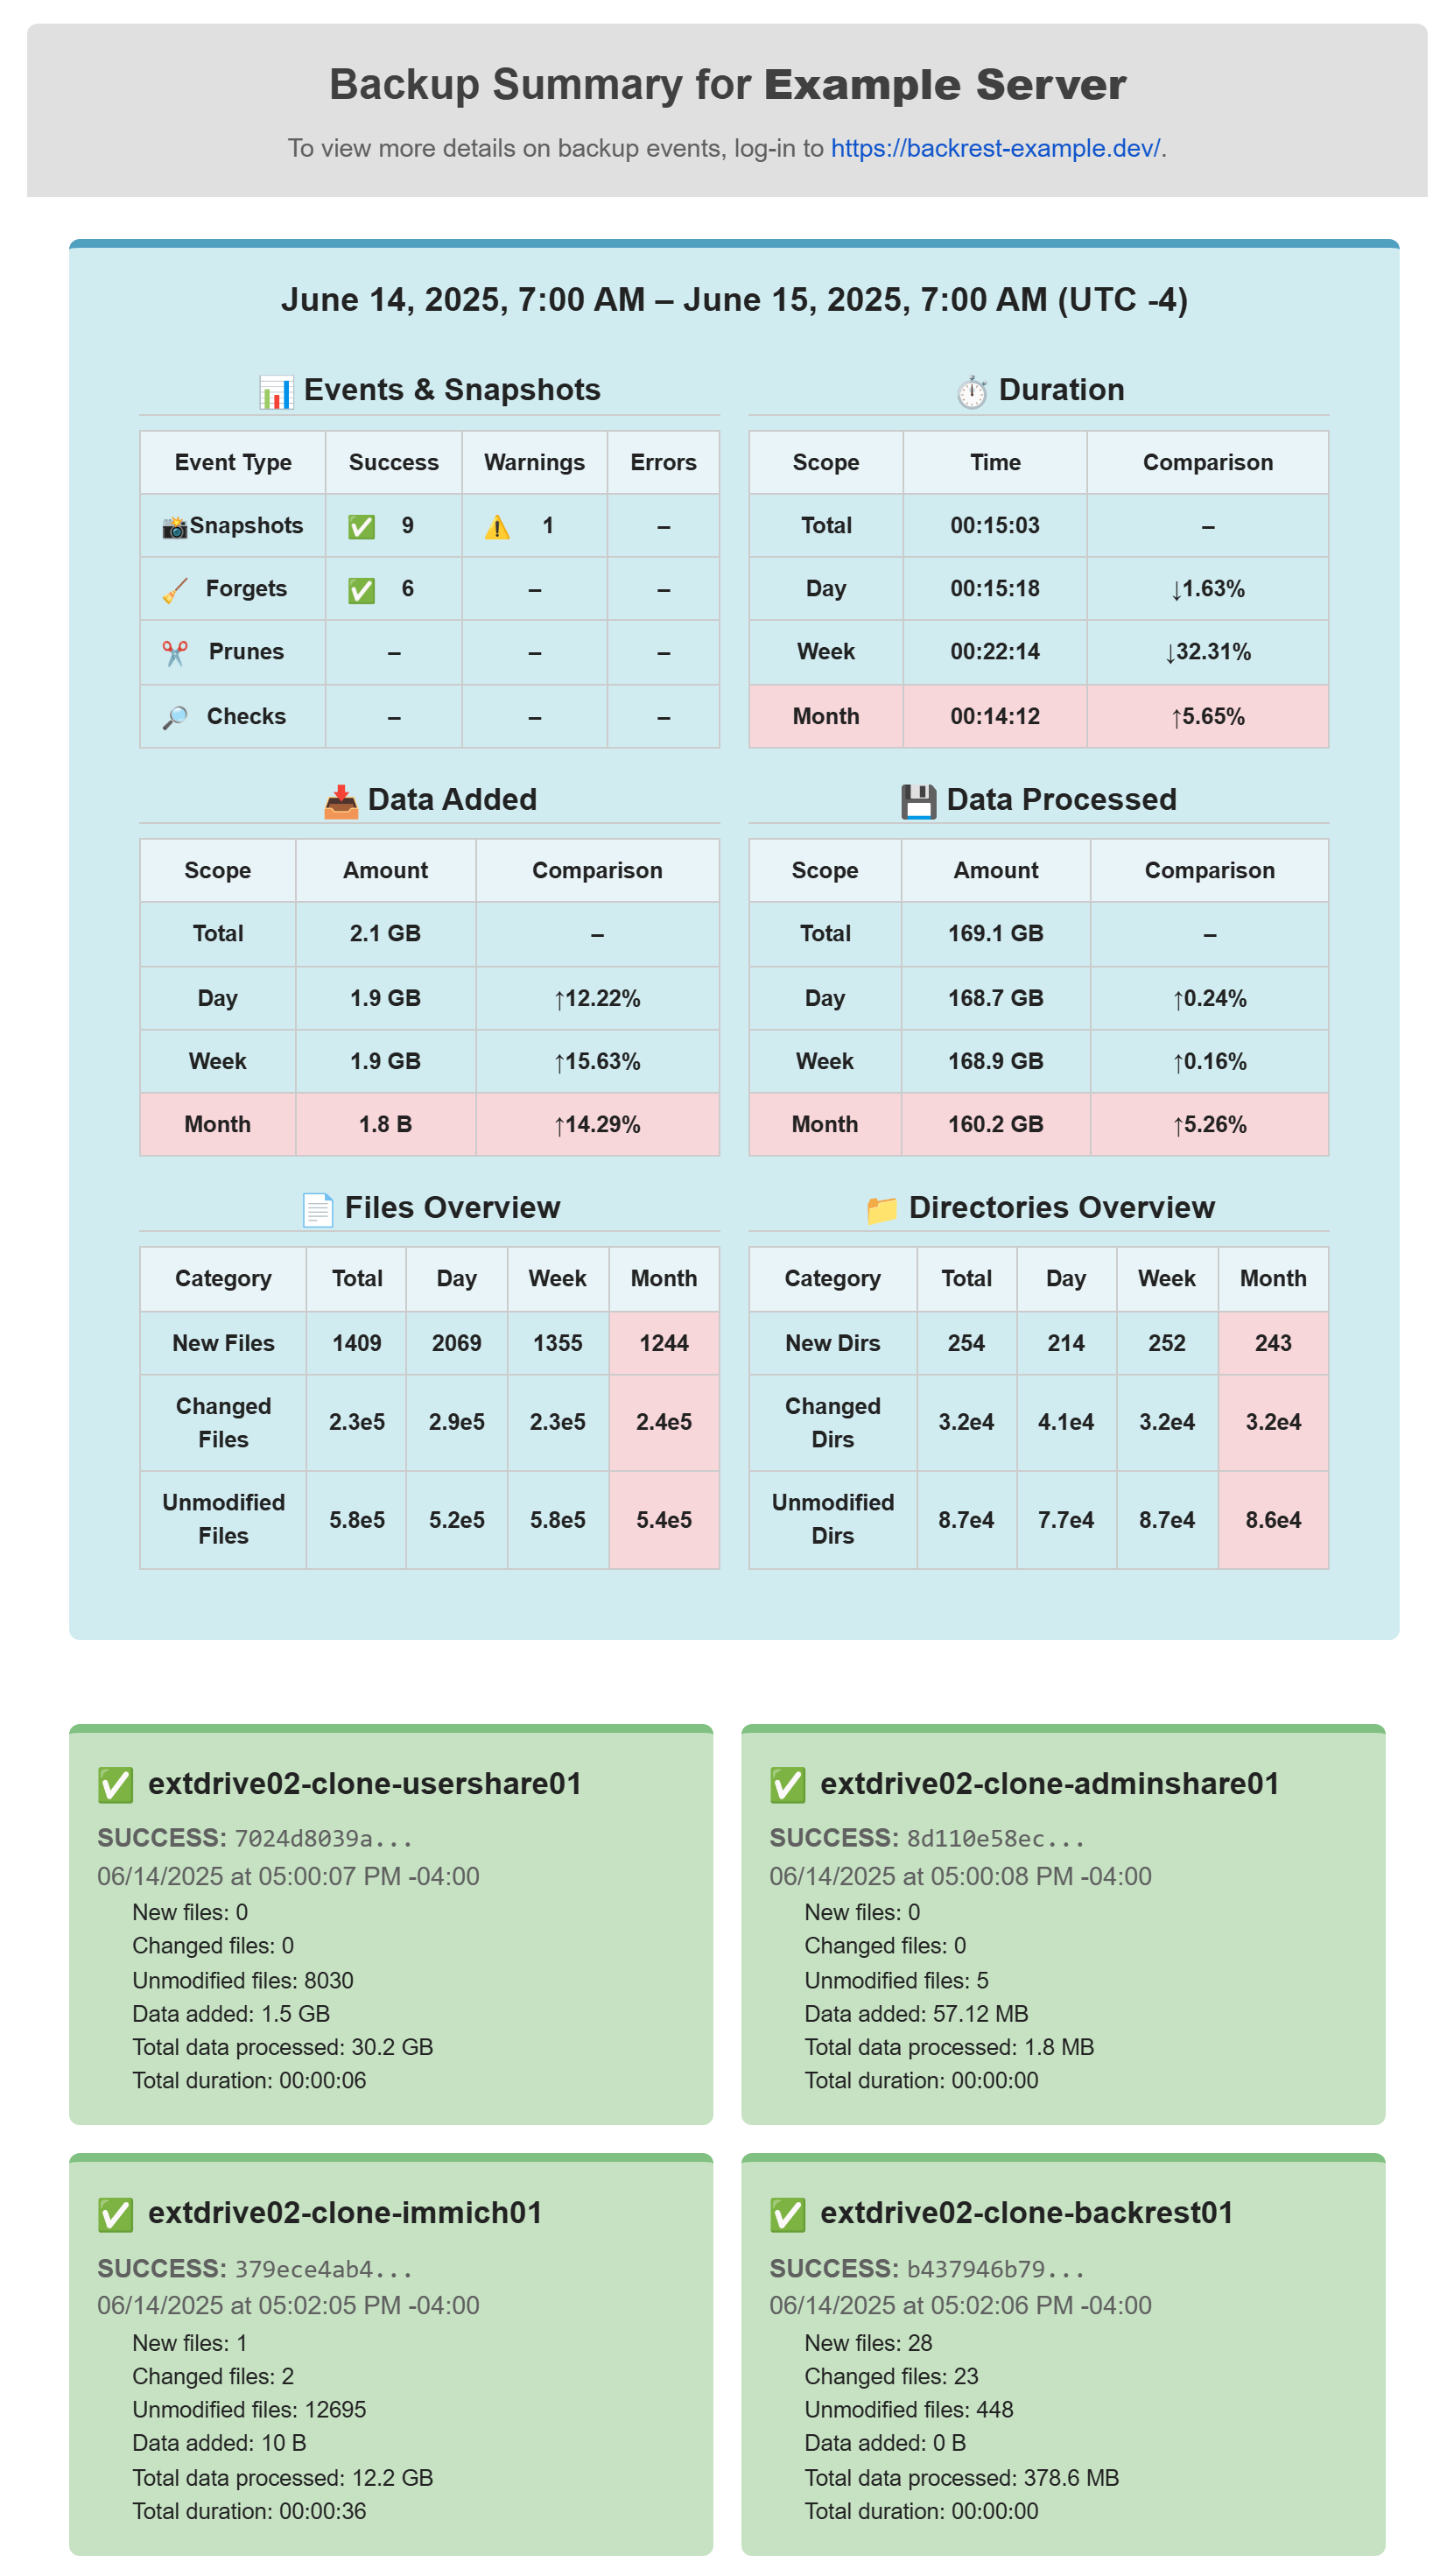 Backup Summary for Example Server
To view more details on backup events, log-in to https://backrest-example.dev/.
June 14, 2025, 7:00 AM – June 15, 2025, 7:00 AM (UTC -4)
📊 Events & Snapshots
Event Type Success Warnings Errors
📸Snapshots ✅ 9 ⚠️ 1 –
🧹 Forgets ✅ 6 – –
✂️ Prunes – – –
🔎 Checks – – –
⏱️ Duration
Scope Time Comparison
Total 00:15:03 –
Day 00:15:18 ↓1.63%
Week 00:22:14 ↓32.31%
Month 00:14:12 ↑5.65%
📥 Data Added
Scope Amount Comparison
Total 2.1 GB –
Day 1.9 GB ↑12.22%
Week 1.9 GB ↑15.63%
Month 1.8 B ↑14.29%
💾 Data Processed
Scope Amount Comparison
Total 169.1 GB –
Day 168.7 GB ↑0.24%
Week 168.9 GB ↑0.16%
Month 160.2 GB ↑5.26%
📄 Files Overview
Category Total Day Week Month
New Files 1409 2069 1355 1244
Changed
Files 2.3e5 2.9e5 2.3e5 2.4e5
Unmodified
Files 5.8e5 5.2e5 5.8e5 5.4e5
📁 Directories Overview
Category Total Day Week Month
New Dirs 254 214 252 243
Changed
Dirs 3.2e4 4.1e4 3.2e4 3.2e4
Unmodified
Dirs 8.7e4 7.7e4 8.7e4 8.6e4
✅ extdrive02-clone-usershare01
SUCCESS: 7024d8039a...
06/14/2025 at 05:00:07 PM -04:00
New files: 0
Changed files: 0
Unmodified files: 8030
Data added: 1.5 GB
Total data processed: 30.2 GB
Total duration: 00:00:06
✅ extdrive02-clone-adminshare01
SUCCESS: 8d110e58ec...
06/14/2025 at 05:00:08 PM -04:00
New files: 0
Changed files: 0
Unmodified files: 5
Data added: 57.12 MB
Total data processed: 1.8 MB
Total duration: 00:00:00
✅ extdrive02-clone-immich01
SUCCESS: 379ece4ab4...
06/14/2025 at 05:02:05 PM -04:00
New files: 1
Changed files: 2
Unmodified files: 12695
Data added: 10 B
Total data processed: 12.2 GB
Total duration: 00:00:36
✅ extdrive02-clone-backrest01
SUCCESS: b437946b79...
06/14/2025 at 05:02:06 PM -04:00
New files: 28
Changed files: 23
Unmodified files: 448
Data added: 0 B
Total data processed: 378.6 MB
Total duration: 00:00:00